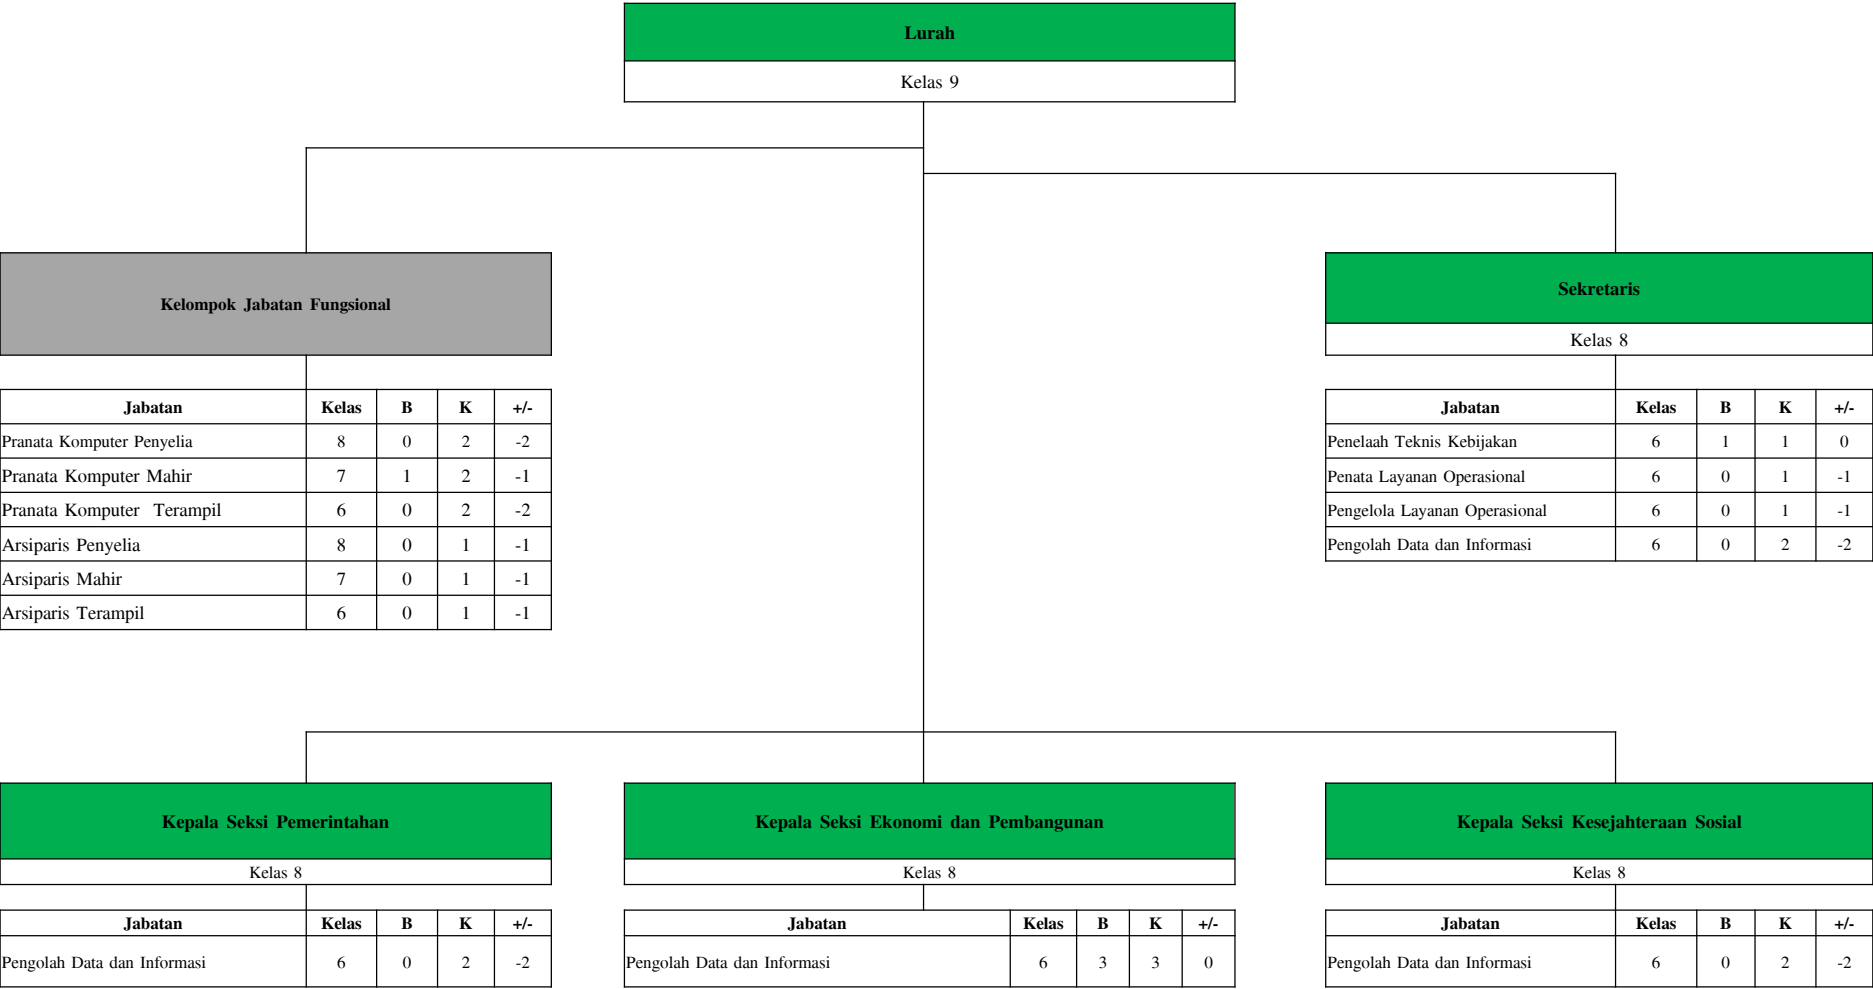 Lurah
Kelas 9
Kelompok Jabatan Fungsional
Jabatan Kelas B K +/-
Pranata Komputer Penyelia 8 0 2 -2
Pranata Komputer Mahir 7 1 2 -1
Pranata Komputer Terampil 6 0 2 -2
Arsiparis Penyelia 8 0 1 -1
Arsiparis Mahir 7 0 1 -1
Arsiparis Terampil 6 0 1 -1
Sekretaris
Kelas 8
Jabatan Kelas B K +/-
Penelaah Teknis Kebijakan 6 1 1 0
Penata Layanan Operasional 6 0 1 -1
Pengelola Layanan Operasional 6 0 1 -1
Pengolah Data dan Informasi 6 0 2 -2
Kepala Seksi Pemerintahan
Kelas 8
Jabatan Kelas B K +/-
Pengolah Data dan Informasi 6 0 2 -2
Kepala Seksi Ekonomi dan Pembangunan
Kelas 8
Jabatan Kelas B K +/-
Pengolah Data dan Informasi 6 3 3 0
Kepala Seksi Kesejahteraan Sosial
Kelas 8
Jabatan Kelas B K +/-
Pengolah Data dan Informasi 6 0 2 -2